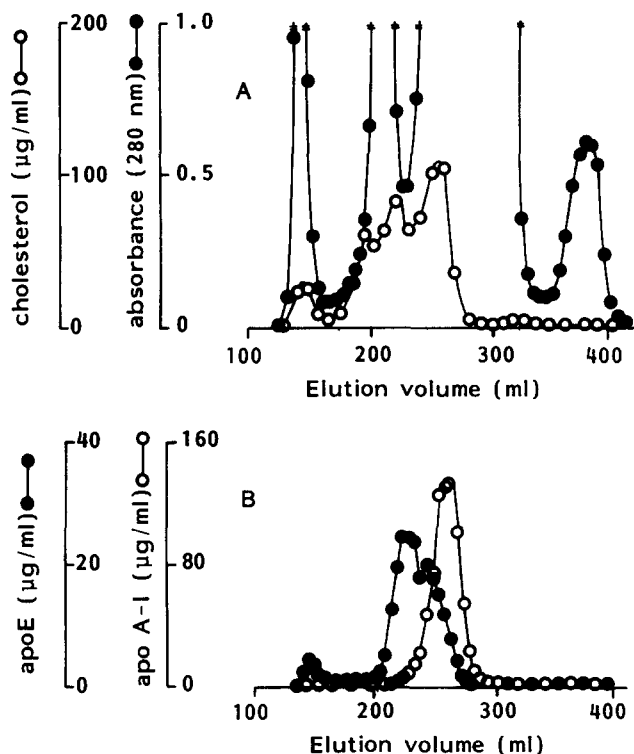 cholesterol (µg/ml)
200
100
0
absorbance (280 nm)
1.0
0.5
0
A
100 200 300 400
Elution volume (ml)
apoE (µg/ml)
40
20
0
apo A-I (µg/ml)
160
80
0
B
100 200 300 400
Elution volume (ml)